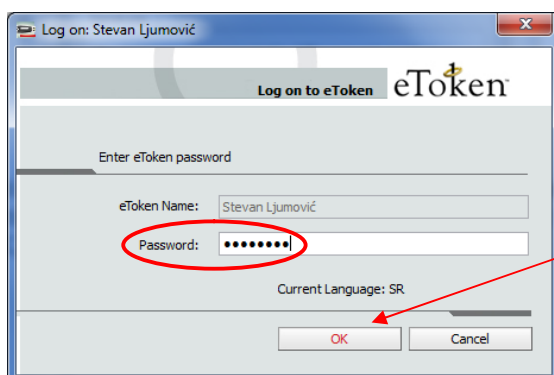 Log on: Stevan Ljumović
Log on to eToken eToken
Enter eToken password
eToken Name: Stevan Ljumović
Password: ••••••••
Current Language: SR
OK Cancel